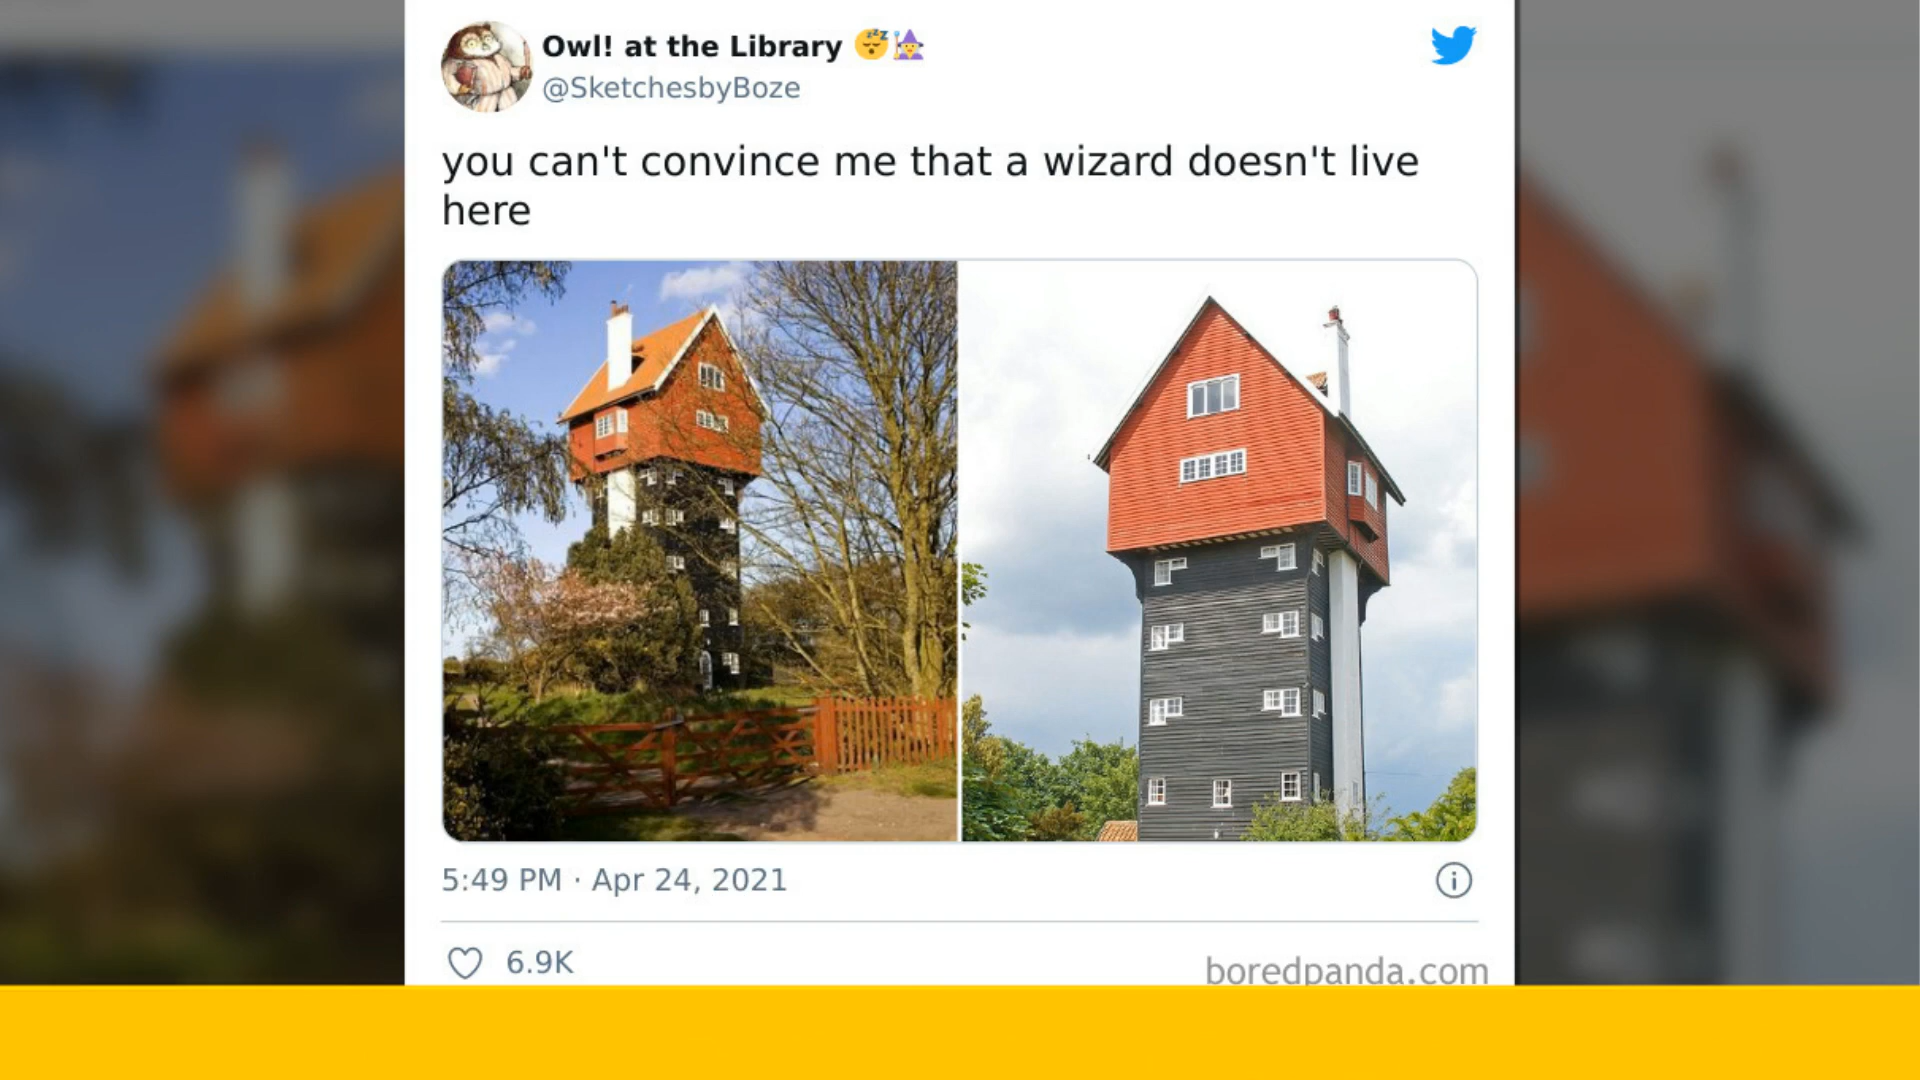 Owl! at the Library 😴🧙‍♀️
@SketchesbyBoze
you can't convince me that a wizard doesn't live
here
5:49 PM · Apr 24, 2021
6.9K
boredpanda.com